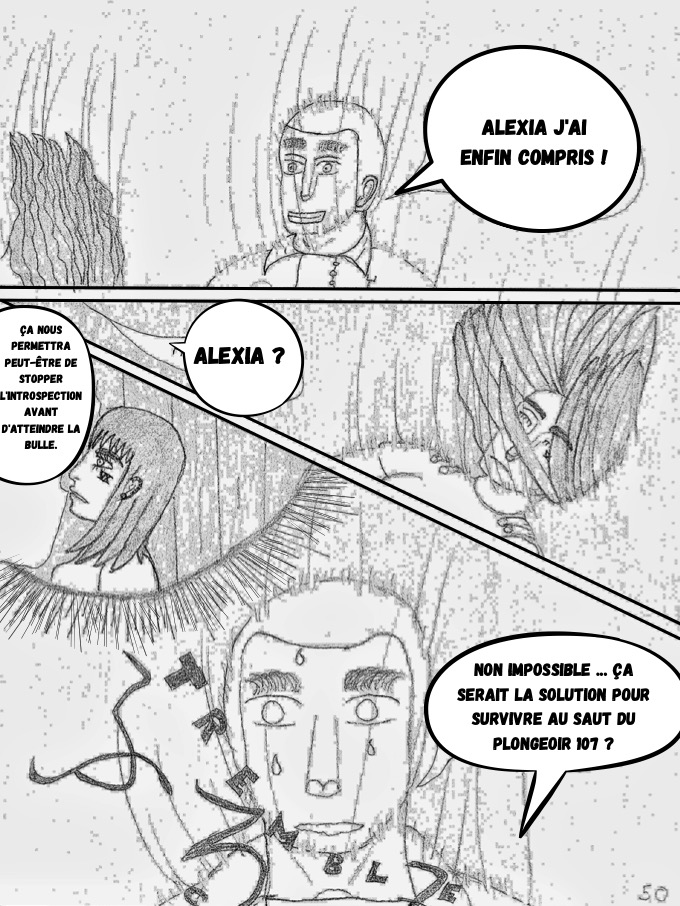 ALEXIA J'AI
ENFIN COMPRIS !
ALEXIA ?
ÇA NOUS
PERMETTRA
PEUT-ÊTRE DE
STOPPER
L'INTROSPECTION
AVANT
D'ATTEINDRE LA
BULLE.
NON IMPOSSIBLE ... ÇA
SERAIT LA SOLUTION POUR
SURVIVRE AU SAUT DU
PLONGEOIR 107 ?
TREMBLE
50